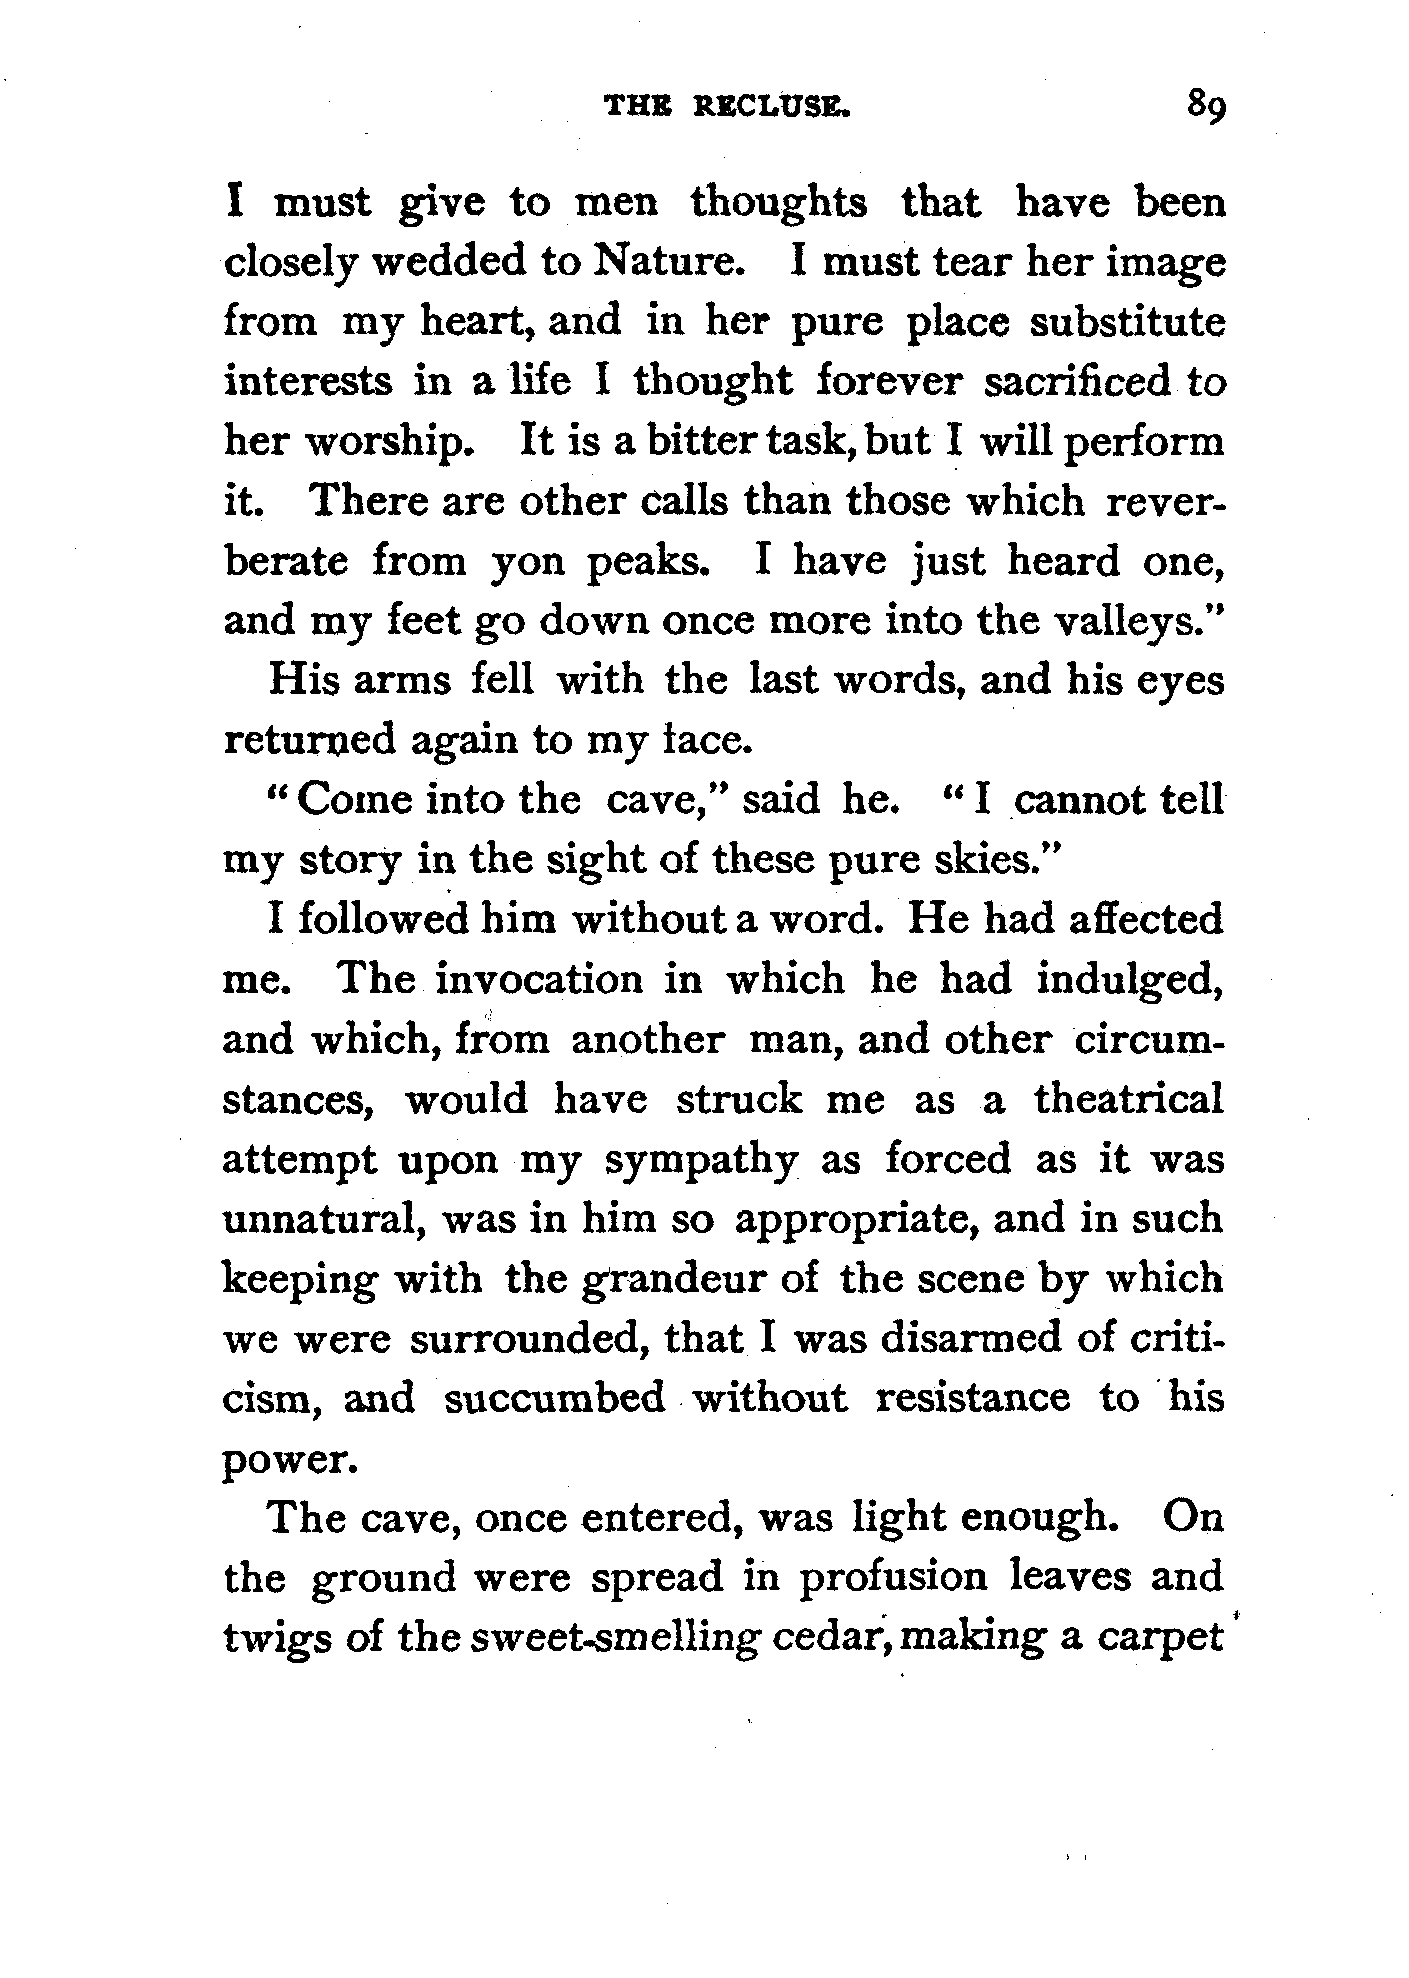 THE RECLUSE. 89
I must give to men thoughts that have been
closely wedded to Nature. I must tear her image
from my heart, and in her pure place substitute
interests in a life I thought forever sacrificed to
her worship. It is a bitter task, but I will perform
it. There are other calls than those which rever-
berate from yon peaks. I have just heard one,
and my feet go down once more into the valleys."
His arms fell with the last words, and his eyes
returned again to my face.
"Come into the cave," said he. "I cannot tell
my story in the sight of these pure skies."
I followed him without a word. He had affected
me. The invocation in which he had indulged,
and which, from another man, and other circum-
stances, would have struck me as a theatrical
attempt upon my sympathy as forced as it was
unnatural, was in him so appropriate, and in such
keeping with the grandeur of the scene by which
we were surrounded, that I was disarmed of criti-
cism, and succumbed without resistance to his
power.
The cave, once entered, was light enough. On
the ground were spread in profusion leaves and
twigs of the sweet-smelling cedar, making a carpet